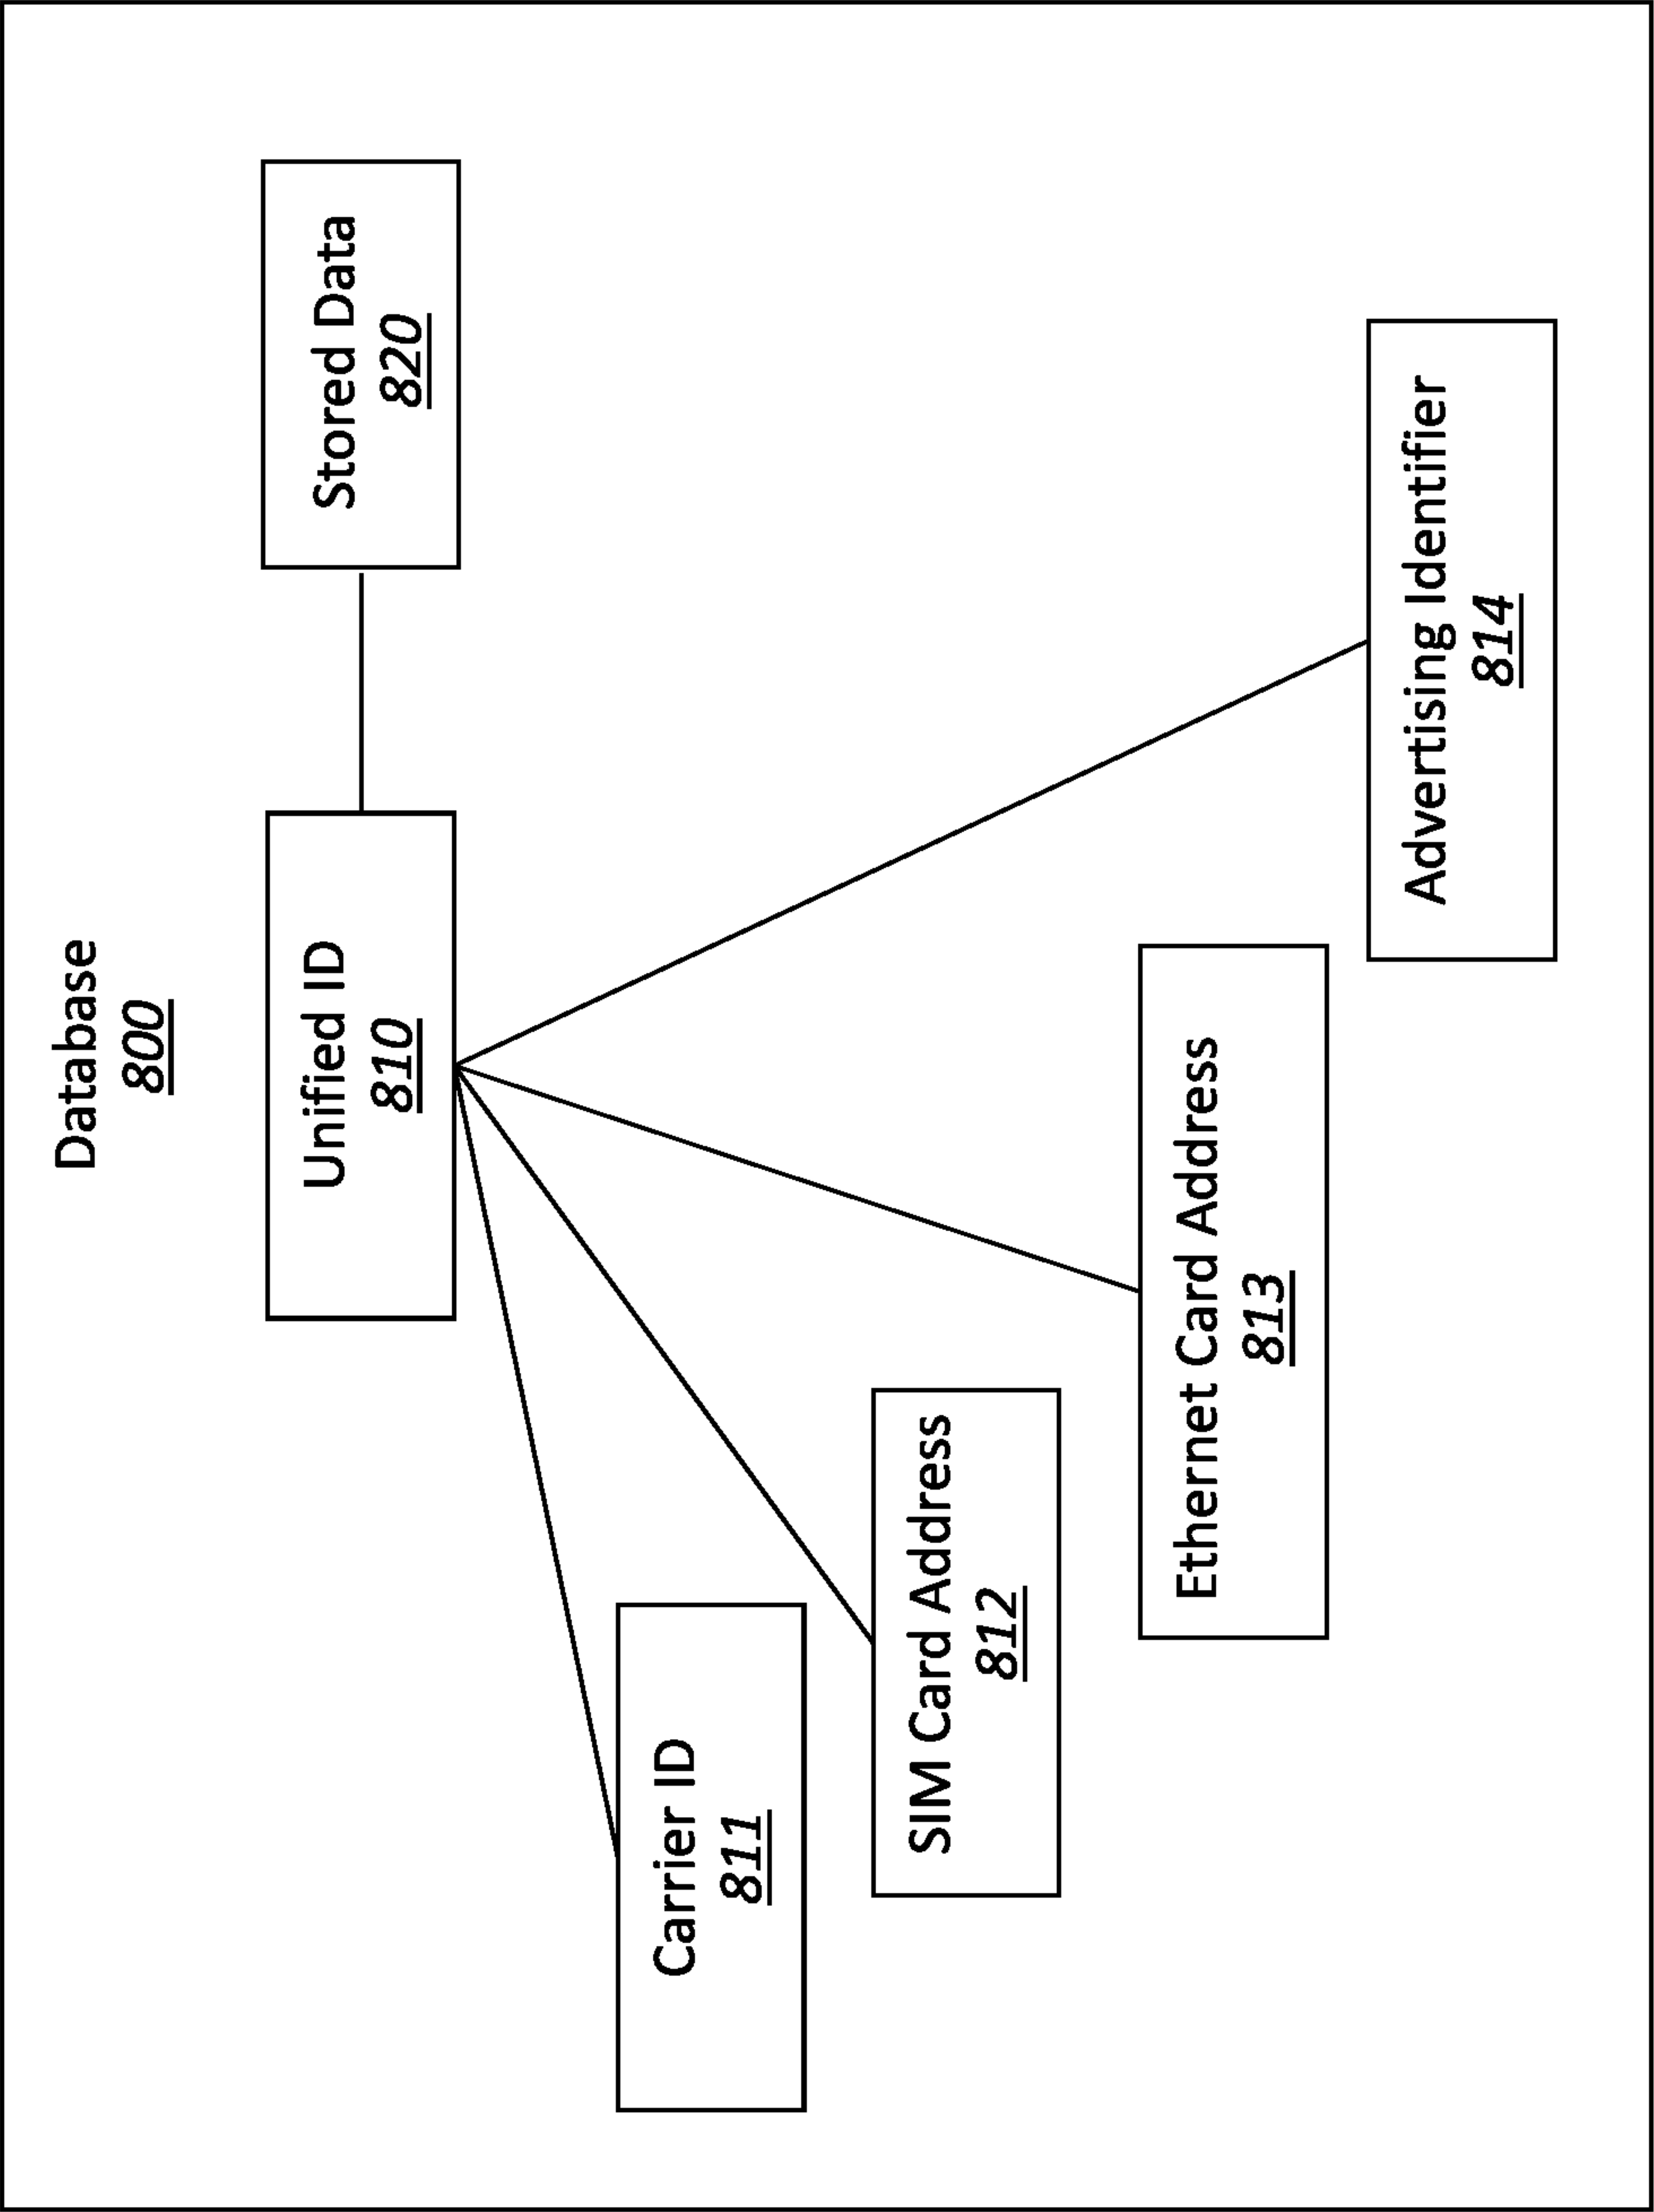 Database
800
Unified ID
810
Stored Data
820
Carrier ID
811
SIM Card Address
812
Ethernet Card Address
813
Advertising Identifier
814